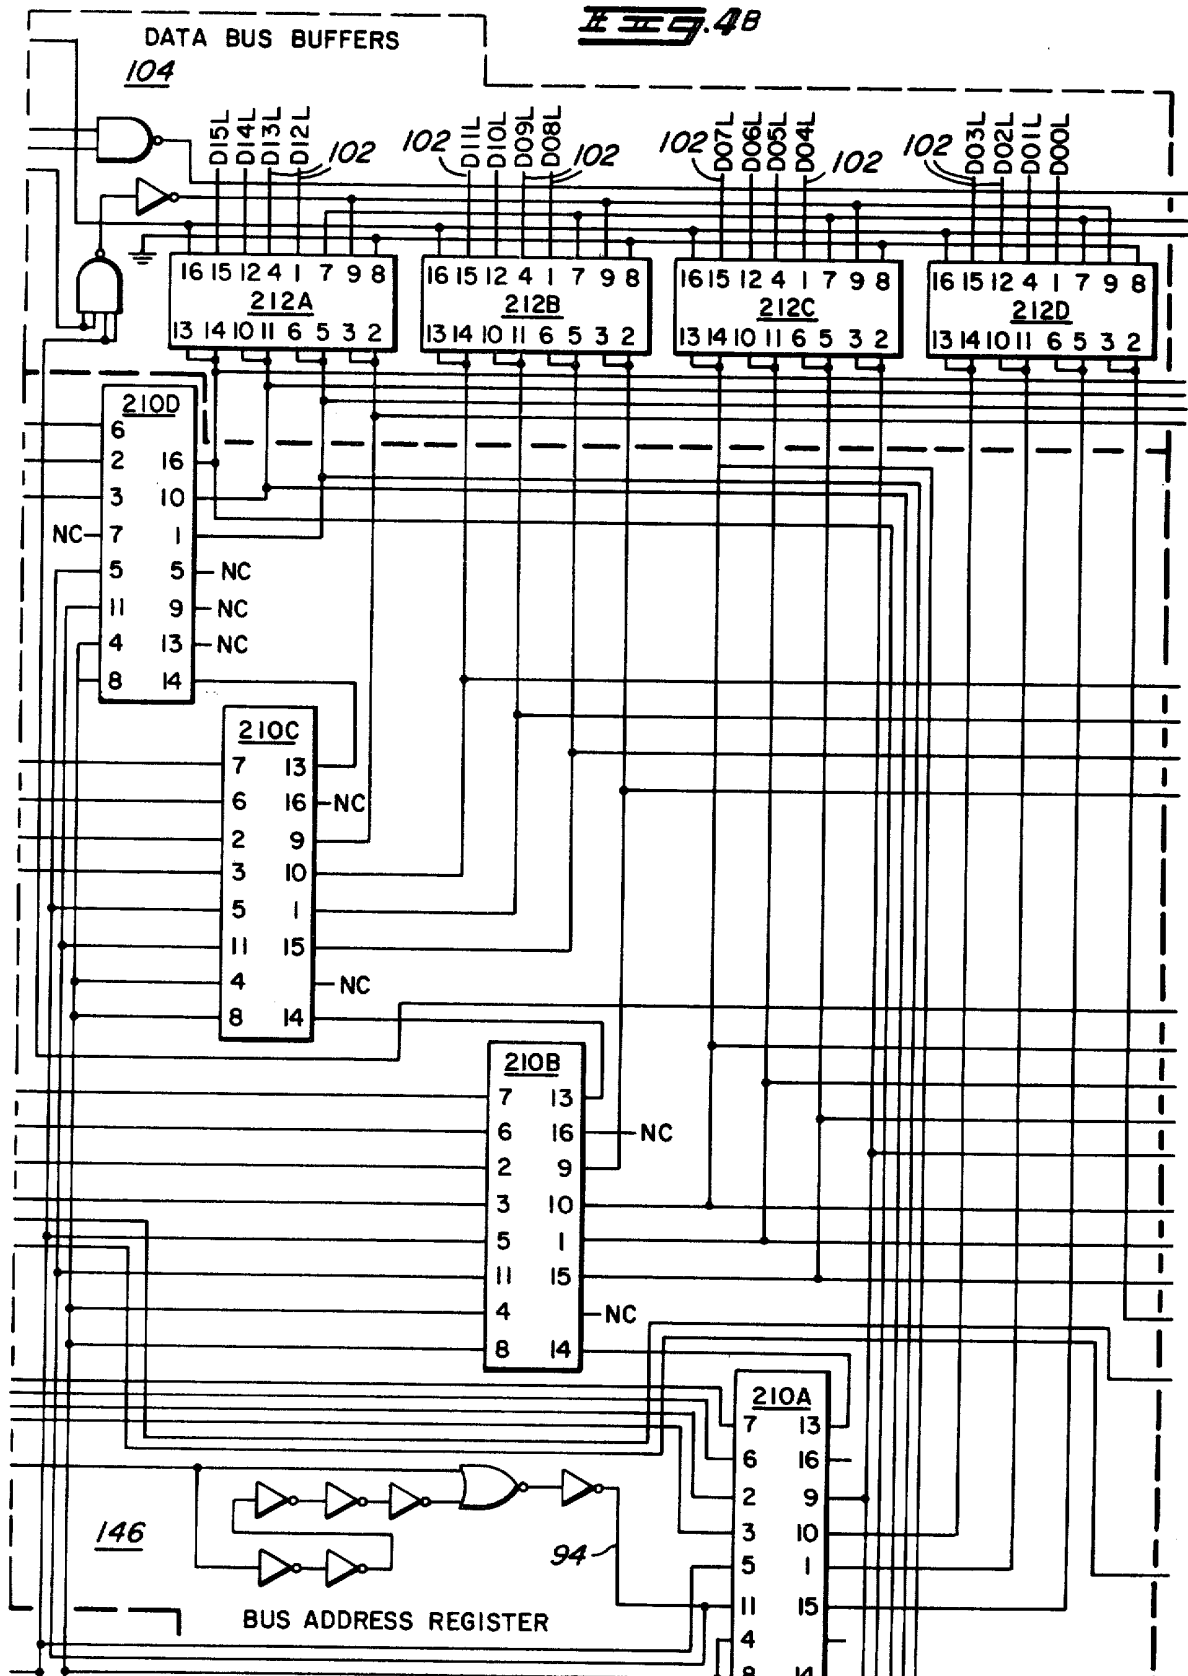 Fig. 4B
DATA BUS BUFFERS
104
D15L D14L D13L D12L 102
102 D11L D10L D09L D08L 102
102 D07L D06L D05L D04L 102
102 D03L D02L D01L D00L
16 15 12 4 1 7 9 8
212A
13 14 10 11 6 5 3 2
16 15 12 4 1 7 9 8
212B
13 14 10 11 6 5 3 2
16 15 12 4 1 7 9 8
212C
13 14 10 11 6 5 3 2
16 15 12 4 1 7 9 8
212D
13 14 10 11 6 5 3 2
210D
6
2 16
3 10
NC 7 1
5 5 NC
11 9 NC
4 13 NC
8 14
210C
7 13
6 16 NC
2 9
3 10
5 1
11 15
4 NC
8 14
210B
7 13
6 16 NC
2 9
3 10
5 1
11 15
4 NC
8 14
210A
7 13
6 16
2 9
3 10
5 1
11 15
4
8 14
146
94
BUS ADDRESS REGISTER